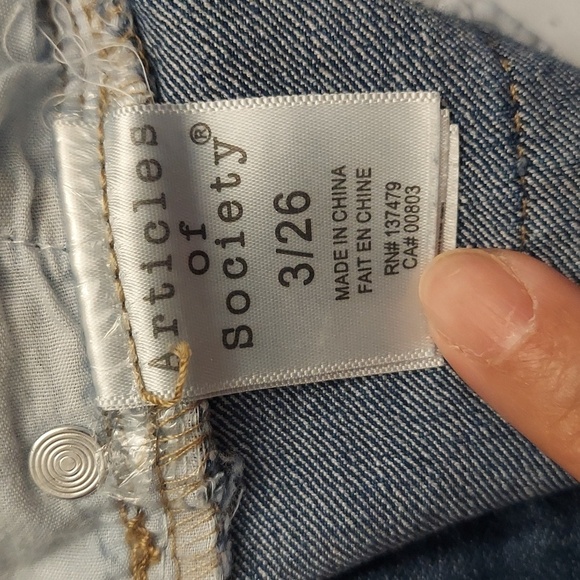 Articles
of
Society®
3/26
MADE IN CHINA
FAIT EN CHINE
RN# 137479
CA# 00803